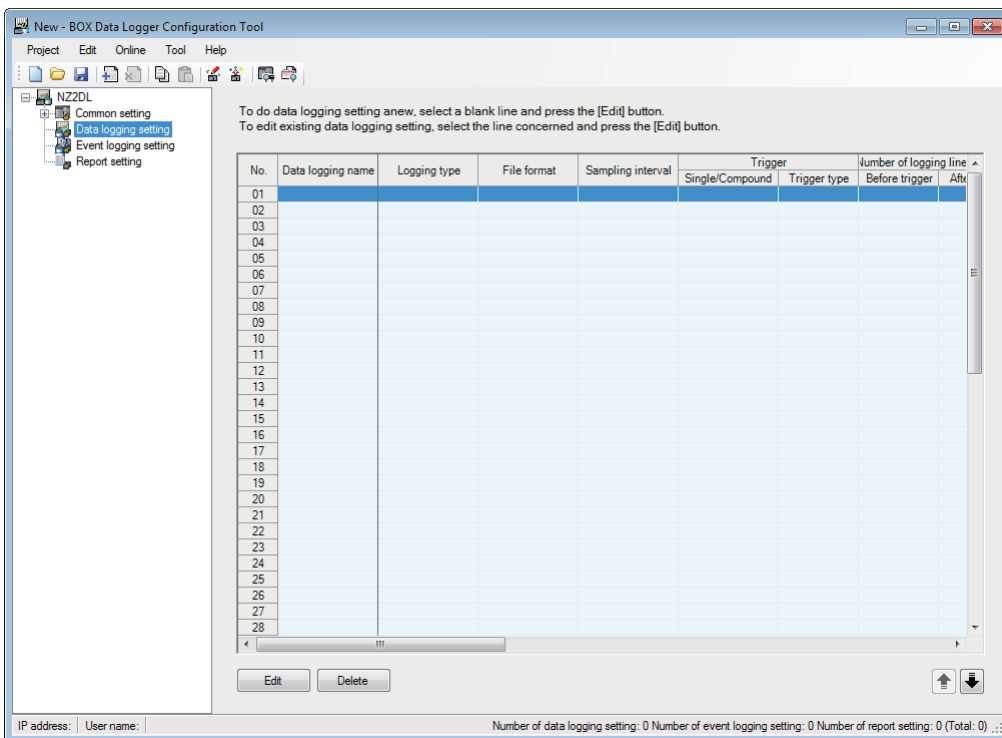 New - BOX Data Logger Configuration Tool
Project Edit Online Tool Help
NZ2DL
Common setting
Data logging setting
Event logging setting
Report setting
To do data logging setting anew, select a blank line and press the [Edit] button.
To edit existing data logging setting, select the line concerned and press the [Edit] button.
No. Data logging name Logging type File format Sampling interval Trigger Number of logging line
Single/Compound Trigger type Before trigger Afte
01
02
03
04
05
06
07
08
09
10
11
12
13
14
15
16
17
18
19
20
21
22
23
24
25
26
27
28
Edit Delete
IP address: User name: Number of data logging setting: 0 Number of event logging setting: 0 Number of report setting: 0 (Total: 0)